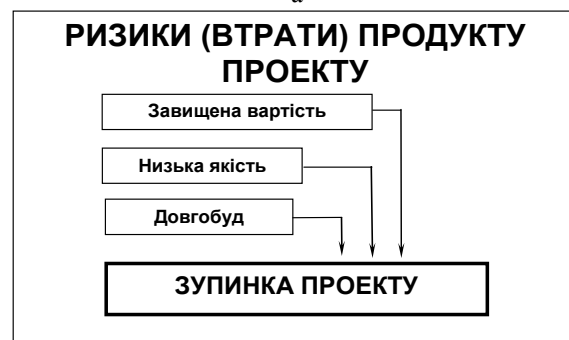 РИЗИКИ (ВТРАТИ) ПРОДУКТУ
ПРОЕКТУ
Завищена вартість
Низька якість
Довгобуд
ЗУПИНКА ПРОЕКТУ